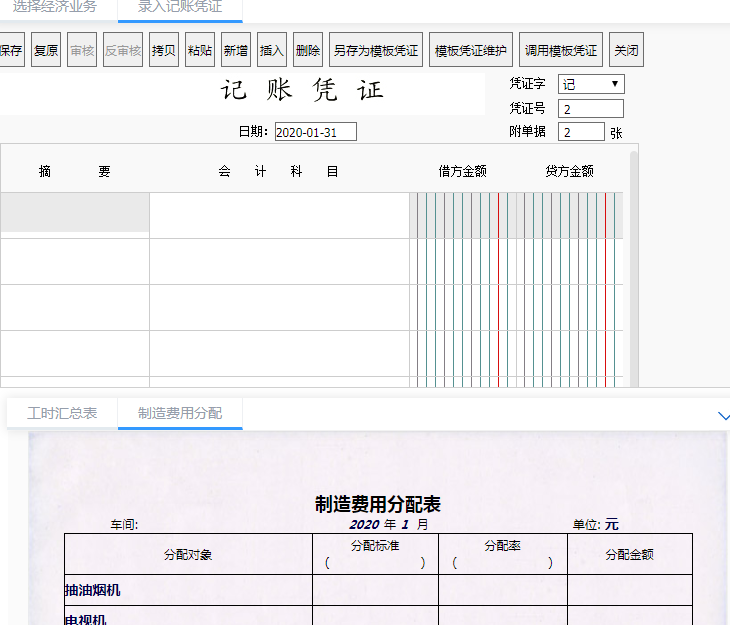 选择经济业务 录入记账凭证
保存 复原 审核 反审核 拷贝 粘贴 新增 插入 删除 另存为模板凭证 模板凭证维护 调用模板凭证 关闭
记 账 凭 证
凭证字 记
凭证号 2
日期: 2020-01-31
附单据 2 张
摘 要 会 计 科 目 借方金额 贷方金额
工时汇总表 制造费用分配
制造费用分配表
车间: 2020 年 1 月 单位: 元
分配对象 分配标准 ( ) 分配率 ( ) 分配金额
抽油烟机
电视机